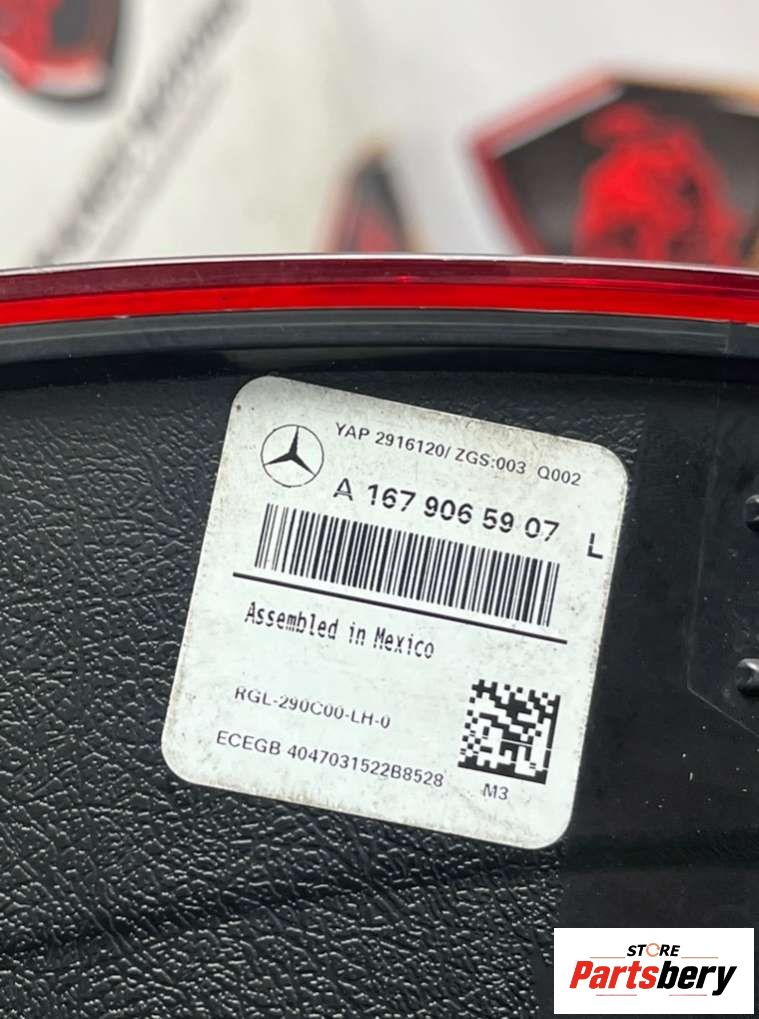 YAP 2916120/ ZGS:003 Q002
A 167 906 59 07 L
Assembled in Mexico
RGL-290C00-LH-0
ECEGB 4047031522B8528
M3
STORE
Partsbery